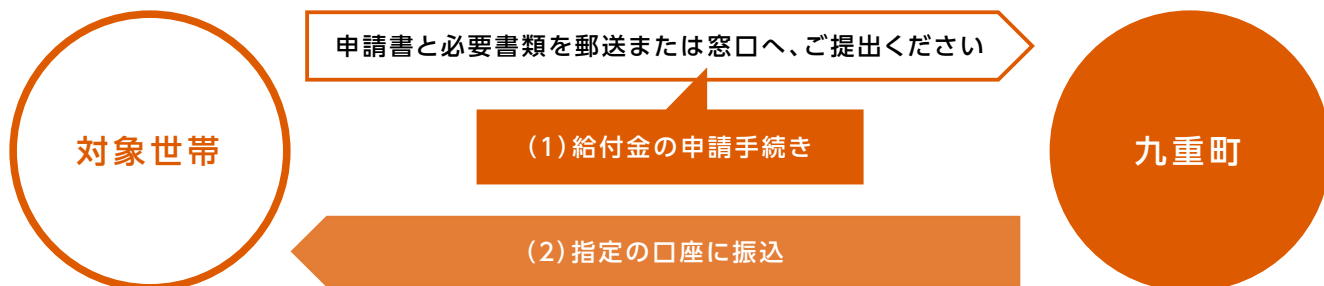 申請書と必要書類を郵送または窓口へ、ご提出ください
対象世帯
(1)給付金の申請手続き
九重町
(2)指定の口座に振込